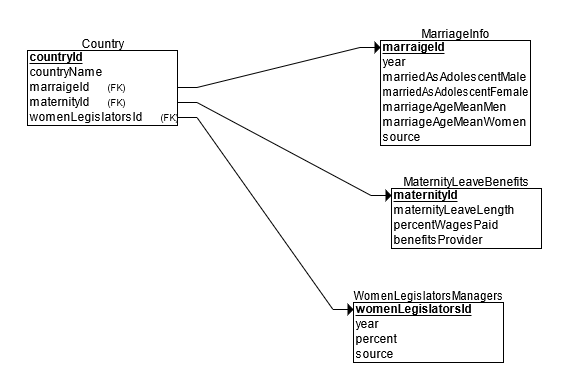 Country
countryId
countryName
marraigeId (FK)
maternityId (FK)
womenLegislatorsId (FK)
MarriageInfo
marraigeId
year
marriedAsAdolescentMale
marriedAsAdolescentFemale
marriageAgeMeanMen
marriageAgeMeanWomen
source
MaternityLeaveBenefits
maternityId
maternityLeaveLength
percentWagesPaid
benefitsProvider
WomenLegislatorsManagers
womenLegislatorsId
year
percent
source